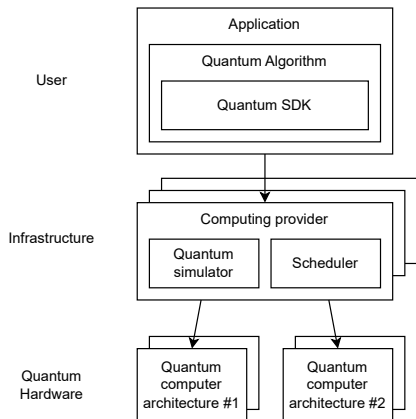 Application
Quantum Algorithm
User
Quantum SDK
Computing provider
Infrastructure
Quantum
simulator
Scheduler
Quantum
Hardware
Quantum
computer
architecture #1
Quantum
computer
architecture #2